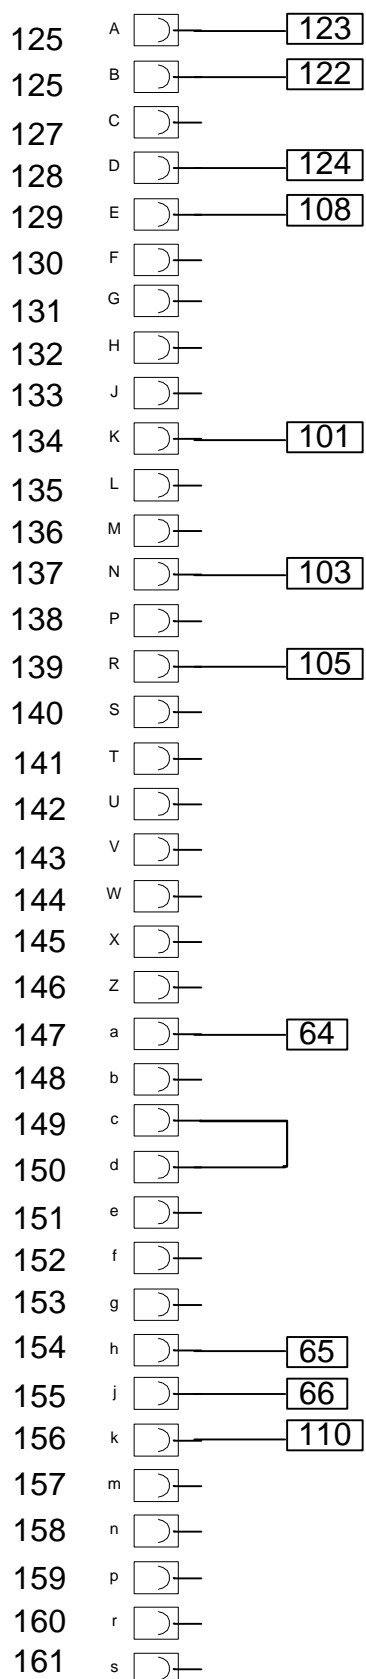 125 A 123
125 B 122
127 C
128 D 124
129 E 108
130 F
131 G
132 H
133 J
134 K 101
135 L
136 M
137 N 103
138 P
139 R 105
140 S
141 T
142 U
143 V
144 W
145 X
146 Z
147 a 64
148 b
149 c
150 d
151 e
152 f
153 g
154 h 65
155 j 66
156 k 110
157 m
158 n
159 p
160 r
161 s